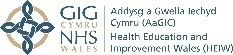 GIG
CYMRU
NHS
WALES
Addysg a Gwella Iechyd
Cymru (AaGIC)
Health Education and
Improvement Wales (HEIW)